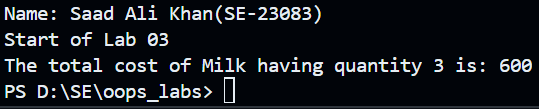 Name: Saad Ali Khan(SE-23083)
Start of Lab 03
The total cost of Milk having quantity 3 is: 600
PS D:\SE\oops_labs>